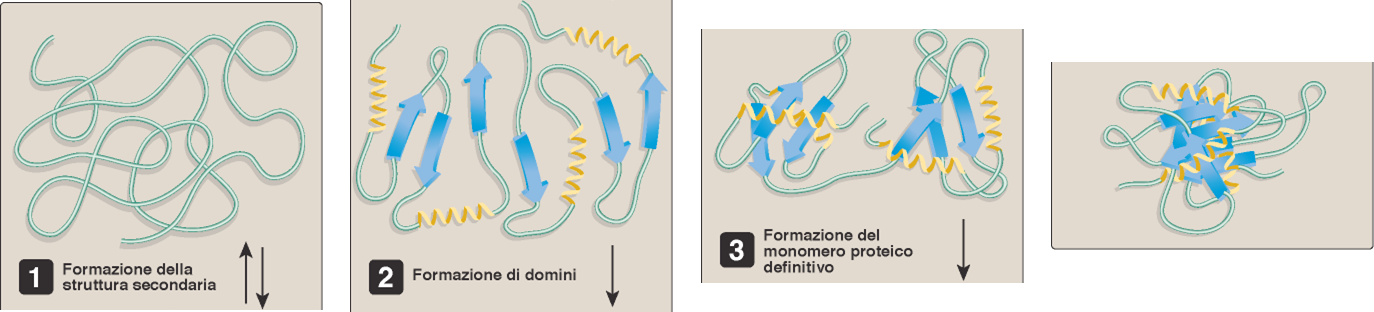 1 Formazione della
struttura secondaria
2 Formazione di domini
3 Formazione del
monomero proteico
definitivo